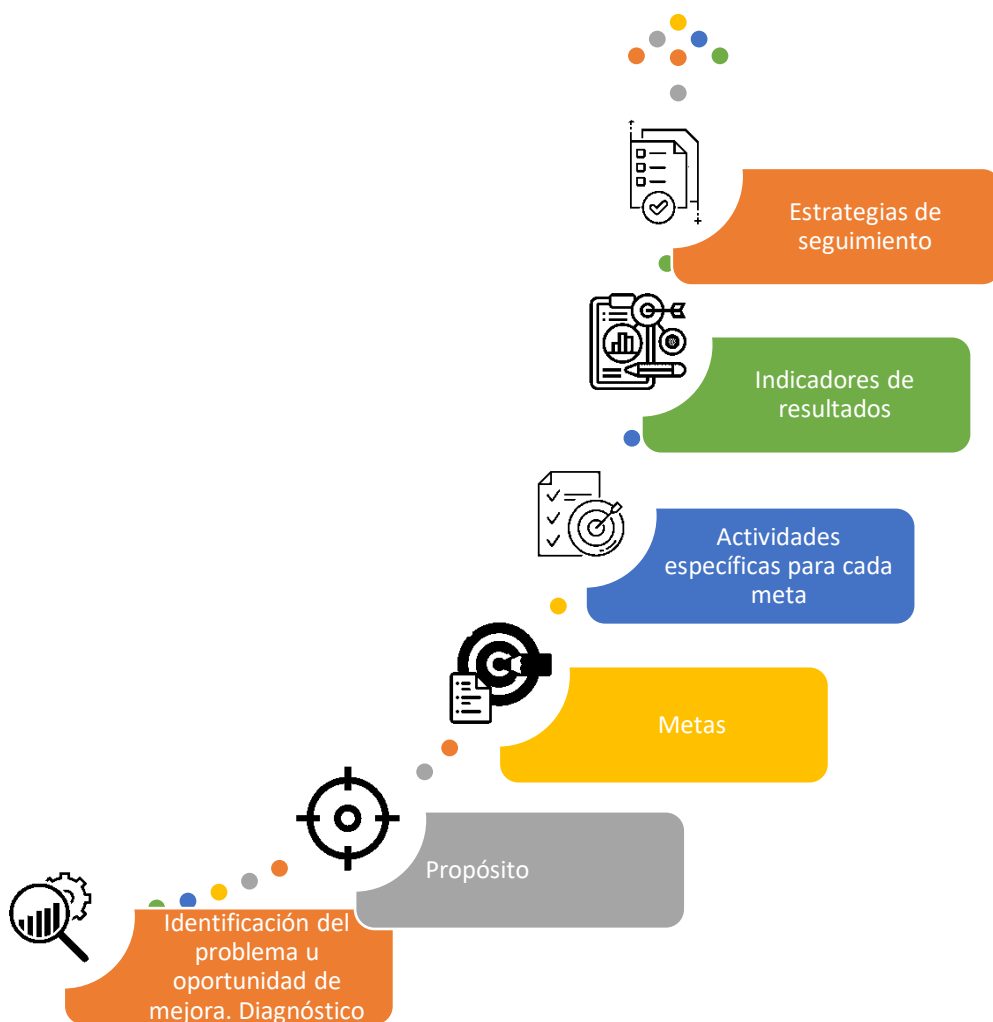 Estrategias de
seguimiento
Indicadores de
resultados
Actividades
específicas para cada
meta
Metas
Propósito
Identificación del
problema u
oportunidad de
mejora. Diagnóstico